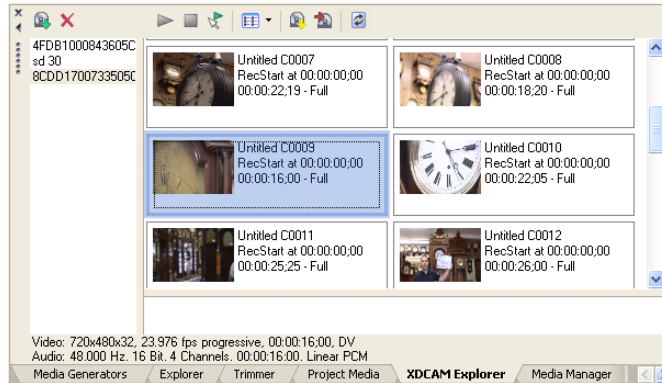 4FDB1000843605C
sd 30
8CDD17007335050
Untitled C0007
RecStart at 00:00:00;00
00:00:22;19 - Full
Untitled C0008
RecStart at 00:00:00;00
00:00:18;20 - Full
Untitled C0009
RecStart at 00:00:00;00
00:00:16;00 - Full
Untitled C0010
RecStart at 00:00:00;00
00:00:22;05 - Full
Untitled C0011
RecStart at 00:00:00;00
00:00:25;25 - Full
Untitled C0012
RecStart at 00:00:00;00
00:00:26;00 - Full
Video: 720x480x32, 23.976 fps progressive, 00:00:16;00, DV
Audio: 48.000 Hz. 16 Bit. 4 Channels. 00:00:16:00. Linear PCM
Media Generators
Explorer
Trimmer
Project Media
XDCAM Explorer
Media Manager